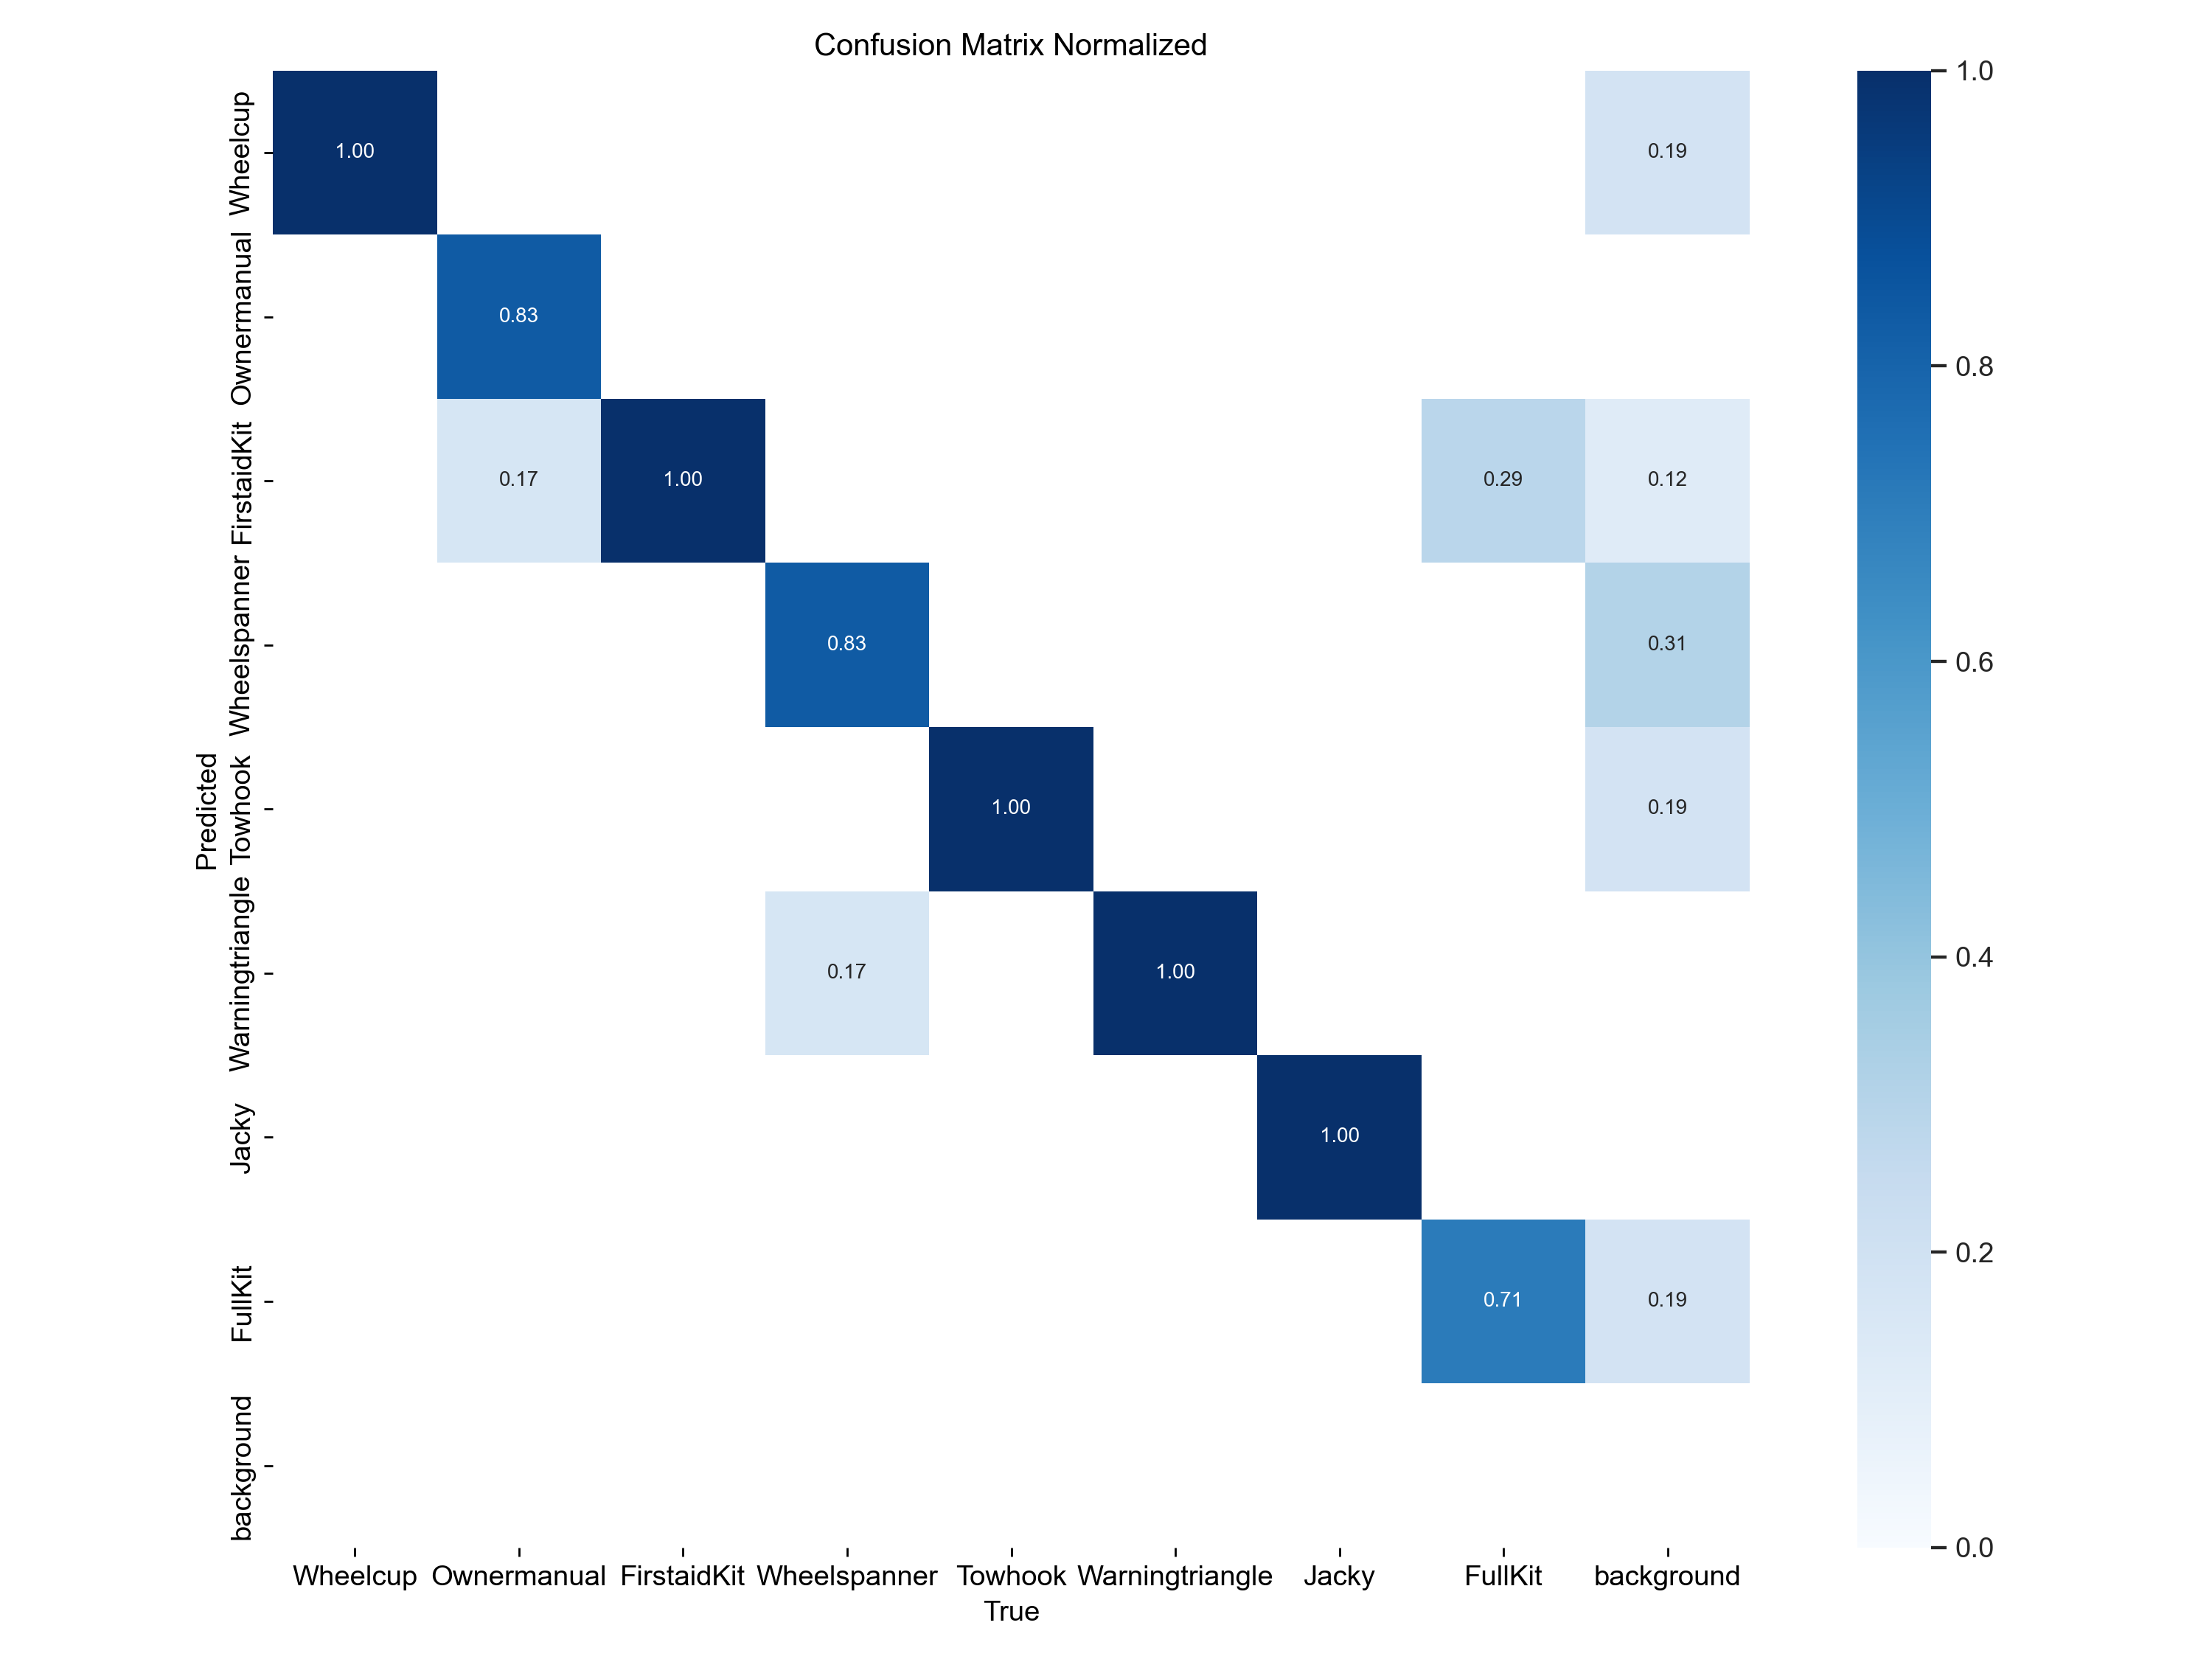 Confusion Matrix Normalized
Predicted
Wheelcup
1.00
0.19
Ownermanual
0.83
FirstaidKit
0.17
1.00
0.29
0.12
Wheelspanner
0.83
0.31
Towhook
1.00
0.19
Warningtriangle
0.17
1.00
Jacky
1.00
FullKit
0.71
0.19
background
Wheelcup Ownermanual FirstaidKit Wheelspanner Towhook Warningtriangle Jacky FullKit background
True
1.0
0.8
0.6
0.4
0.2
0.0